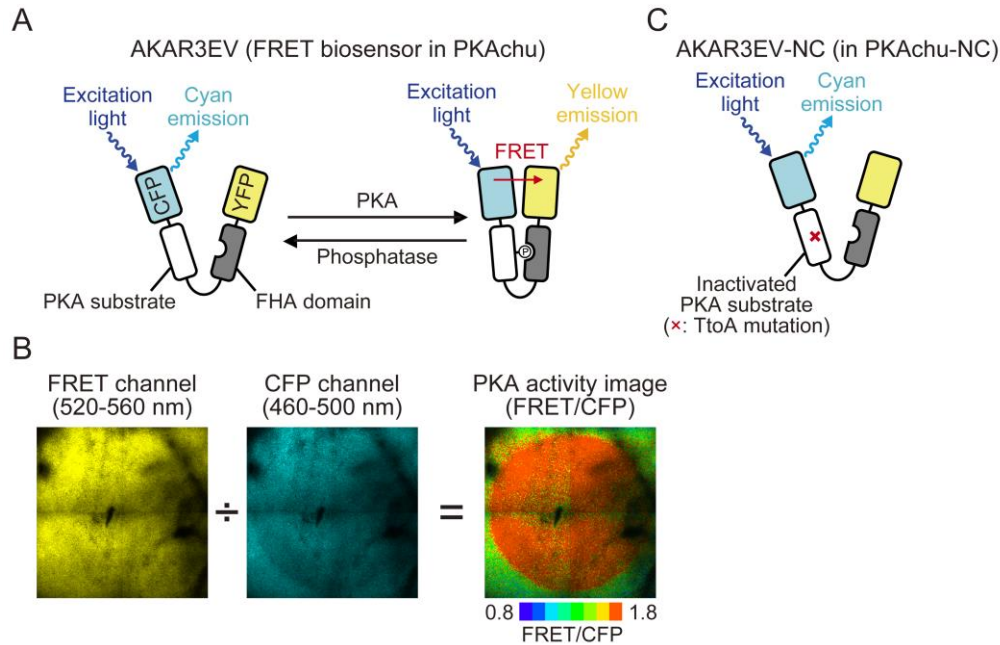 A
AKAR3EV (FRET biosensor in PKAchu)
Excitation
light
Cyan
emission
CFP
YFP
PKA substrate
FHA domain
PKA
Phosphatase
Excitation
light
Yellow
emission
FRET
P
C
AKAR3EV-NC (in PKAchu-NC)
Excitation
light
Cyan
emission
×
Inactivated
PKA substrate
(×: TtoA mutation)
B
FRET channel
(520-560 nm)
÷
CFP channel
(460-500 nm)
=
PKA activity image
(FRET/CFP)
0.8 1.8
FRET/CFP